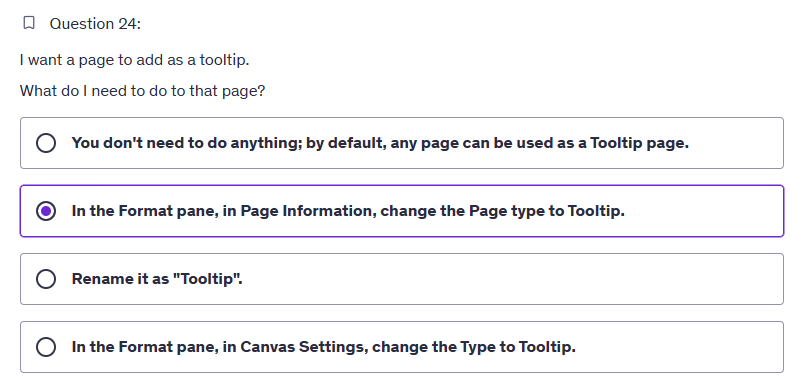 Question 24:
I want a page to add as a tooltip.
What do I need to do to that page?
You don't need to do anything; by default, any page can be used as a Tooltip page.
In the Format pane, in Page Information, change the Page type to Tooltip.
Rename it as "Tooltip".
In the Format pane, in Canvas Settings, change the Type to Tooltip.